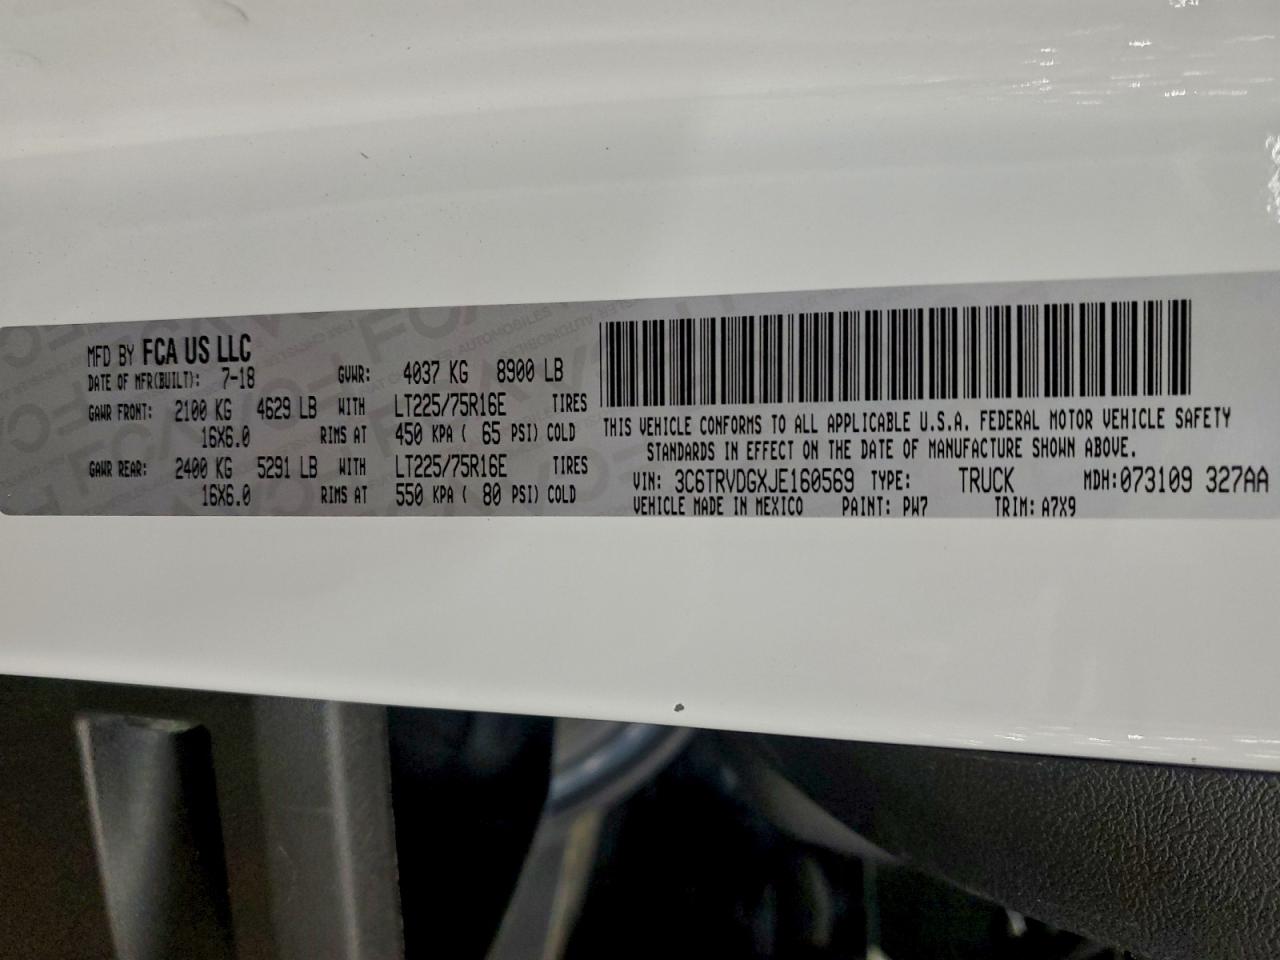 MFD BY FCA US LLC
DATE OF MFR(BUILT): 7-18 GVWR: 4037 KG 8900 LB
GAWR FRONT: 2100 KG 4629 LB WITH LT225/75R16E TIRES
16X6.0 RIMS AT 450 KPA ( 65 PSI) COLD
GAWR REAR: 2400 KG 5291 LB WITH LT225/75R16E TIRES
16X6.0 RIMS AT 550 KPA ( 80 PSI) COLD
THIS VEHICLE CONFORMS TO ALL APPLICABLE U.S.A. FEDERAL MOTOR VEHICLE SAFETY
STANDARDS IN EFFECT ON THE DATE OF MANUFACTURE SHOWN ABOVE.
VIN: 3C6TRVDGXJE160569 TYPE: TRUCK MDH:073109 327AA
VEHICLE MADE IN MEXICO PAINT: PW7 TRIM: A7X9